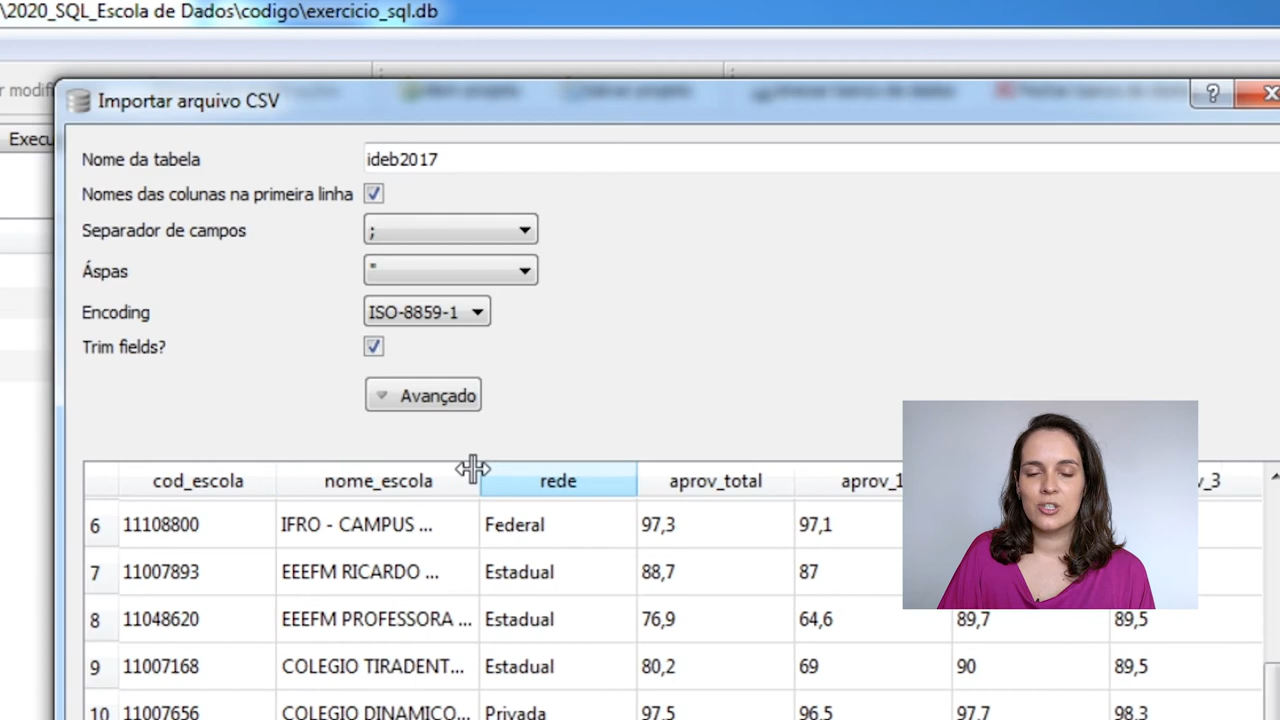 \2020_SQL_Escola de Dados\codigo\exercicio_sql.db
r modifi
Importar arquivo CSV
?
Execu
Nome da tabela ideb2017
Nomes das colunas na primeira linha
Separador de campos ;
Áspas "
Encoding ISO-8859-1
Trim fields?
Avançado
cod_escola nome_escola rede aprov_total aprov_1 v_3
6 11108800 IFRO - CAMPUS ... Federal 97,3 97,1
7 11007893 EEEFM RICARDO ... Estadual 88,7 87
8 11048620 EEEFM PROFESSORA ... Estadual 76,9 64,6 89,7 89,5
9 11007168 COLEGIO TIRADENT... Estadual 80,2 69 90 89,5
10 11007656 COLEGIO DINAMICO... Privada 97,5 96,5 97,7 98,3